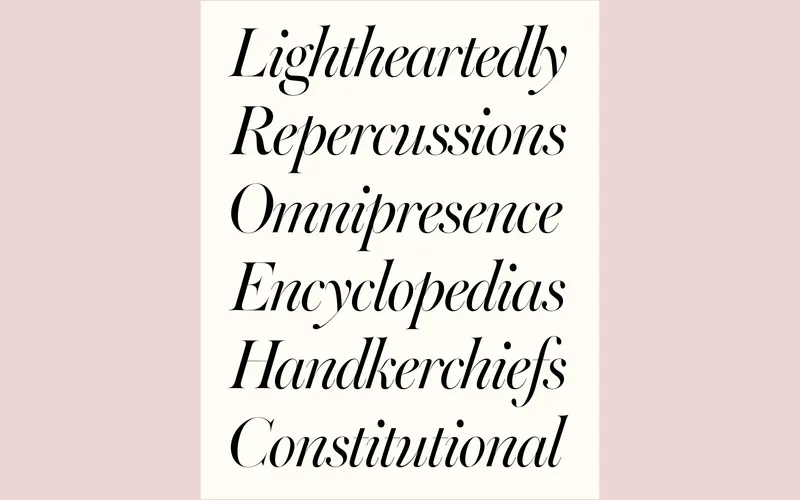 Lightheartedly
Repercussions
Omnipresence
Encyclopedias
Handkerchiefs
Constitutional